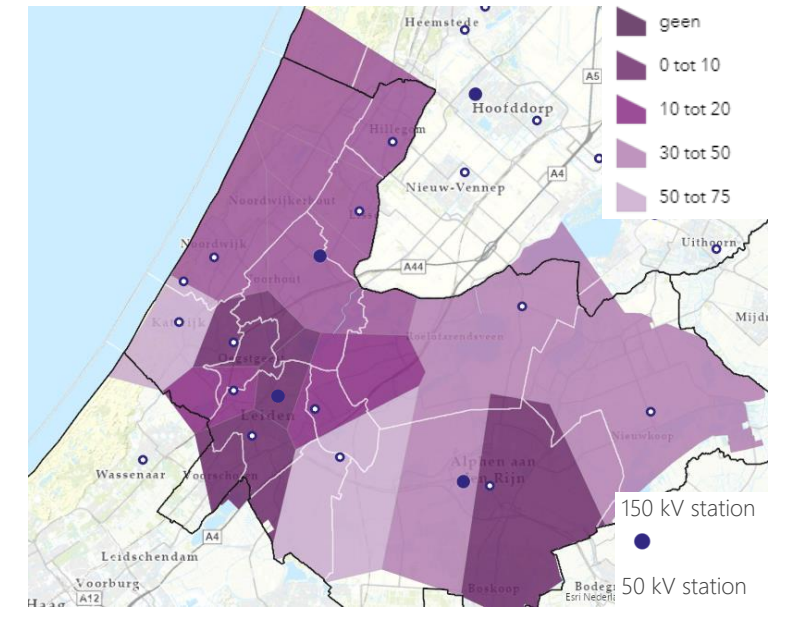 Heemstede
geen
0 tot 10
A5
10 tot 20
Hoofddorp
Hillegom
30 tot 50
A4
Nieuw-Vennep
50 tot 75
Noordwijkerhout
Lisse
Noordwijk
Uithoorn
A44
Voorhout
Katwijk
Mijdr
Roelofarendsveen
Oegstgeest
Leiden
Nieuwkoop
Alphen aan
den Rijn
Wassenaar
Voorschoten
150 kV station
A4
Leidschendam
Voorburg
Boskoop
Bodeg
50 kV station
A12
Esri Nederla
Haag